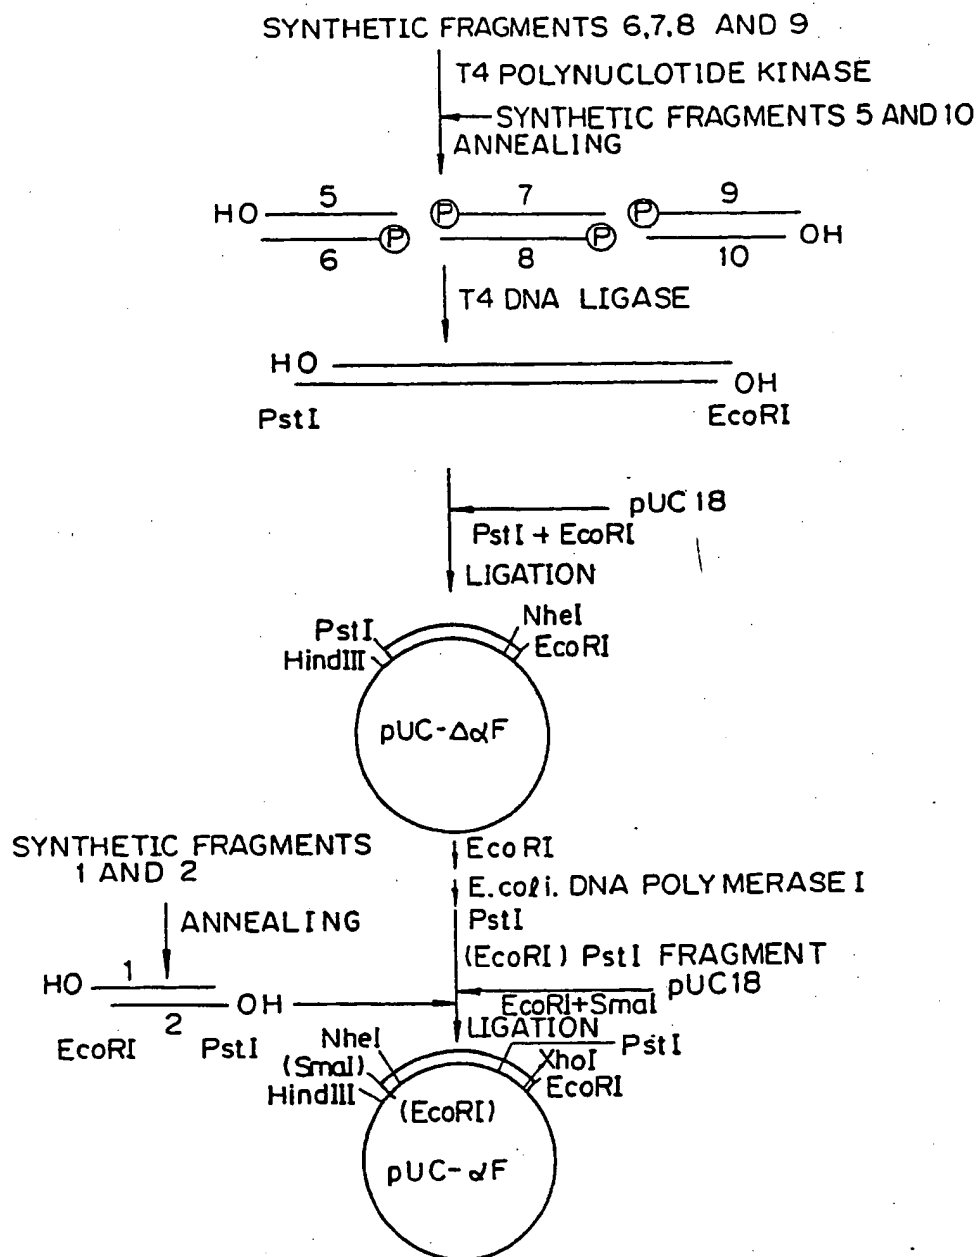 SYNTHETIC FRAGMENTS 6,7,8 AND 9
T4 POLYNUCLOTIDE KINASE
SYNTHETIC FRAGMENTS 5 AND 10
ANNEALING
5 7 9
HO P P
P P OH
6 8 10
T4 DNA LIGASE
HO
OH
PstI EcoRI
pUC 18
PstI + EcoRI
LIGATION
NheI
PstI EcoRI
HindIII
pUC-ΔαF
SYNTHETIC FRAGMENTS
1 AND 2
EcoRI
E.coli. DNA POLYMERASE I
ANNEALING
PstI
(EcoRI) PstI FRAGMENT
HO 1
2 OH
pUC18
EcoRI+SmaI
LIGATION
EcoRI PstI
NheI
PstI
(SmaI) XhoI
HindIII EcoRI
(EcoRI)
pUC-αF